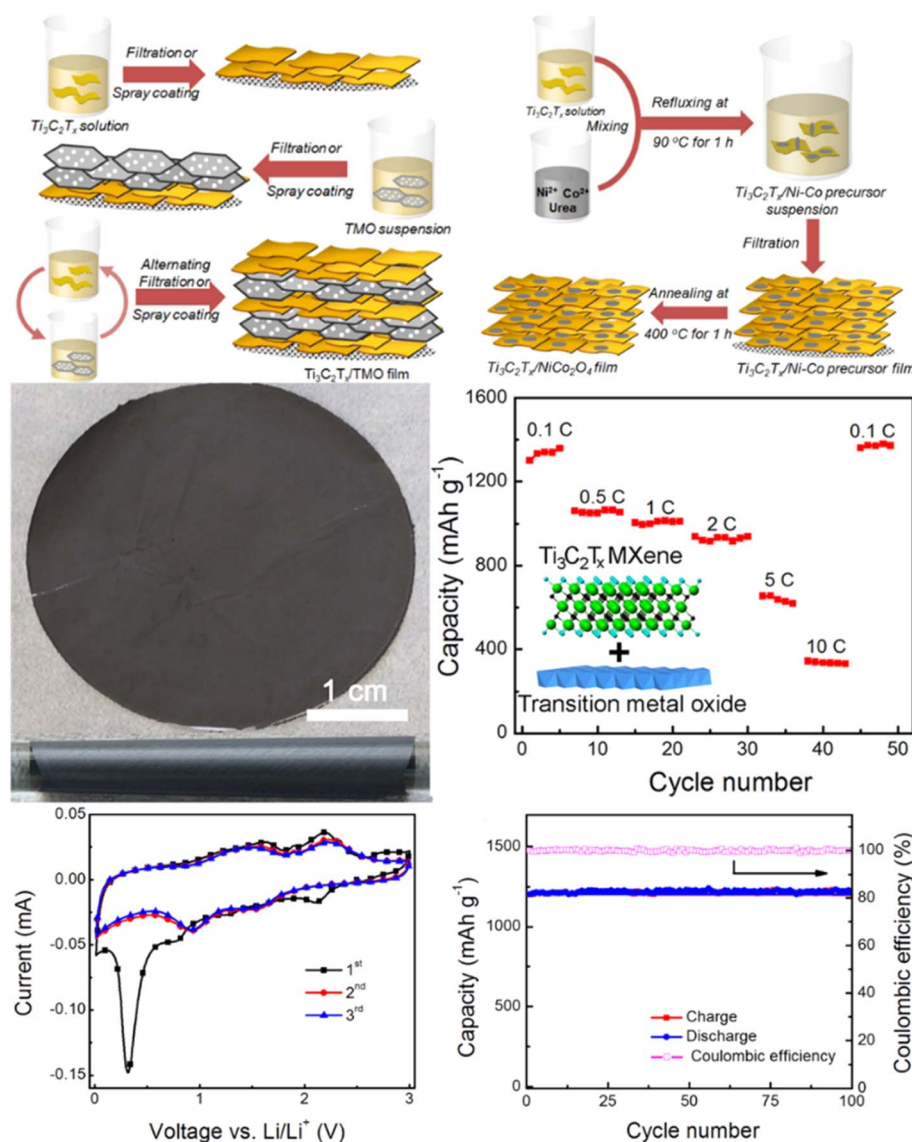 Filtration or
Spray coating
Ti₃C₂Tₓ solution
Filtration or
Spray coating
TMO suspension
Alternating
Filtration or
Spray coating
Ti₃C₂Tₓ/TMO film
Ti₃C₂Tₓ solution
Mixing
Ni²⁺ Co²⁺
Urea
Refluxing at
90 °C for 1 h
Ti₃C₂Tₓ/Ni-Co precursor
suspension
Filtration
Annealing at
400 °C for 1 h
Ti₃C₂Tₓ/NiCo₂O₄ film
Ti₃C₂Tₓ/Ni-Co precursor film
1 cm
Capacity (mAh g⁻¹)
1600
1200
800
400
0
0.1 C
0.5 C
1 C
2 C
5 C
10 C
0.1 C
Ti₃C₂Tₓ MXene
+
Transition metal oxide
0 10 20 30 40 50
Cycle number
Current (mA)
0.05
0.00
-0.05
-0.10
-0.15
1ˢᵗ
2ⁿᵈ
3ʳᵈ
0 1 2 3
Voltage vs. Li/Li⁺ (V)
Capacity (mAh g⁻¹)
1500
1250
1000
750
500
250
0
Charge
Discharge
Coulombic efficiency
100
80
60
40
20
0
Coulombic efficiency (%)
0 25 50 75 100
Cycle number